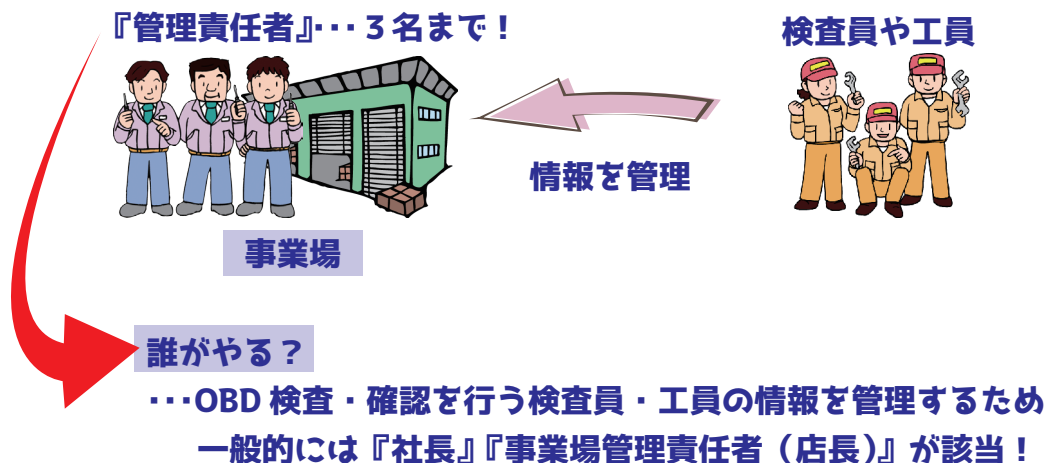 『管理責任者』･･･３名まで！
検査員や工員
情報を管理
事業場
誰がやる？
･･･OBD 検査・確認を行う検査員・工員の情報を管理するため
一般的には『社長』『事業場管理責任者（店長）』が該当！